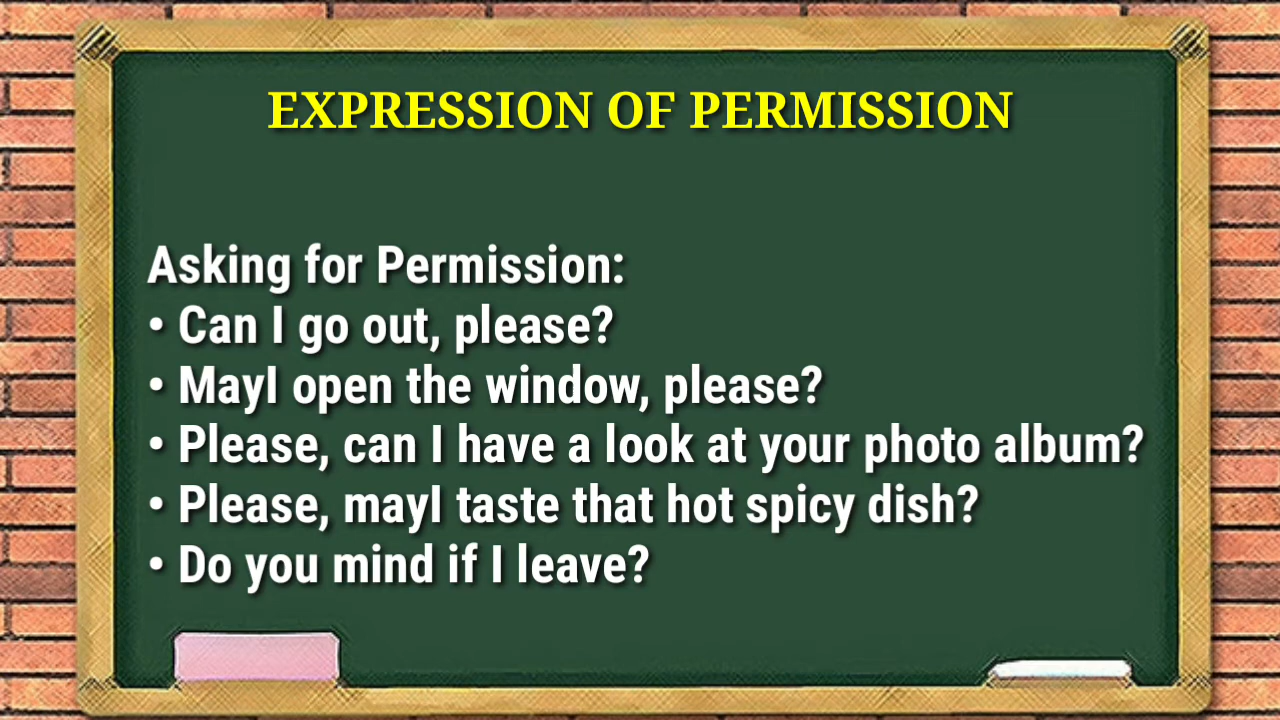 EXPRESSION OF PERMISSION
Asking for Permission:
• Can I go out, please?
• MayI open the window, please?
• Please, can I have a look at your photo album?
• Please, mayI taste that hot spicy dish?
• Do you mind if I leave?